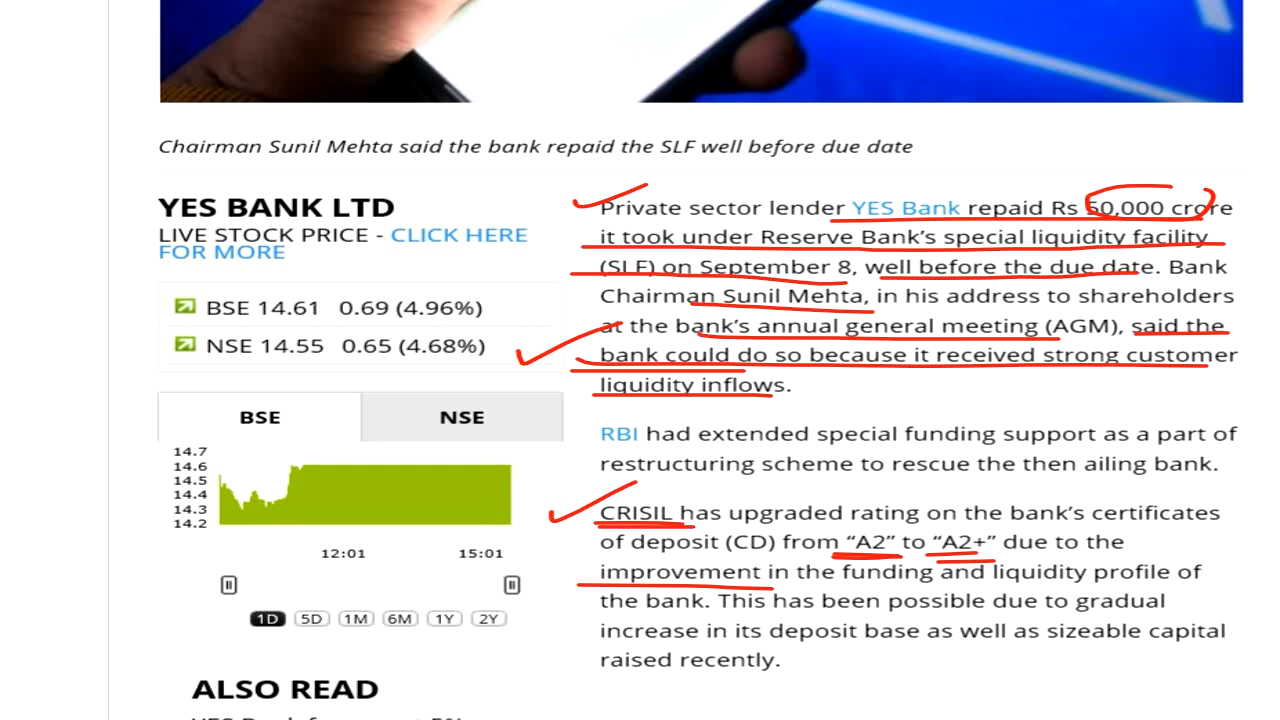 Chairman Sunil Mehta said the bank repaid the SLF well before due date
YES BANK LTD
LIVE STOCK PRICE - CLICK HERE
FOR MORE
BSE 14.61 0.69 (4.96%)
NSE 14.55 0.65 (4.68%)
BSE
NSE
14.7
14.6
14.5
14.4
14.3
14.2
12:01
15:01
1D
5D
1M
6M
1Y
2Y
ALSO READ
Private sector lender YES Bank repaid Rs 50,000 crore
it took under Reserve Bank's special liquidity facility
(SLF) on September 8, well before the due date. Bank
Chairman Sunil Mehta, in his address to shareholders
at the bank's annual general meeting (AGM), said the
bank could do so because it received strong customer
liquidity inflows.
RBI had extended special funding support as a part of
restructuring scheme to rescue the then ailing bank.
CRISIL has upgraded rating on the bank's certificates
of deposit (CD) from “A2” to “A2+” due to the
improvement in the funding and liquidity profile of
the bank. This has been possible due to gradual
increase in its deposit base as well as sizeable capital
raised recently.